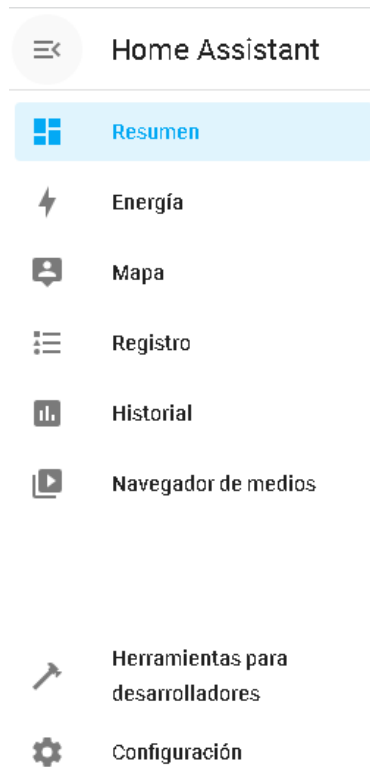 Home Assistant
Resumen
Energía
Mapa
Registro
Historial
Navegador de medios
Herramientas para
desarrolladores
Configuración